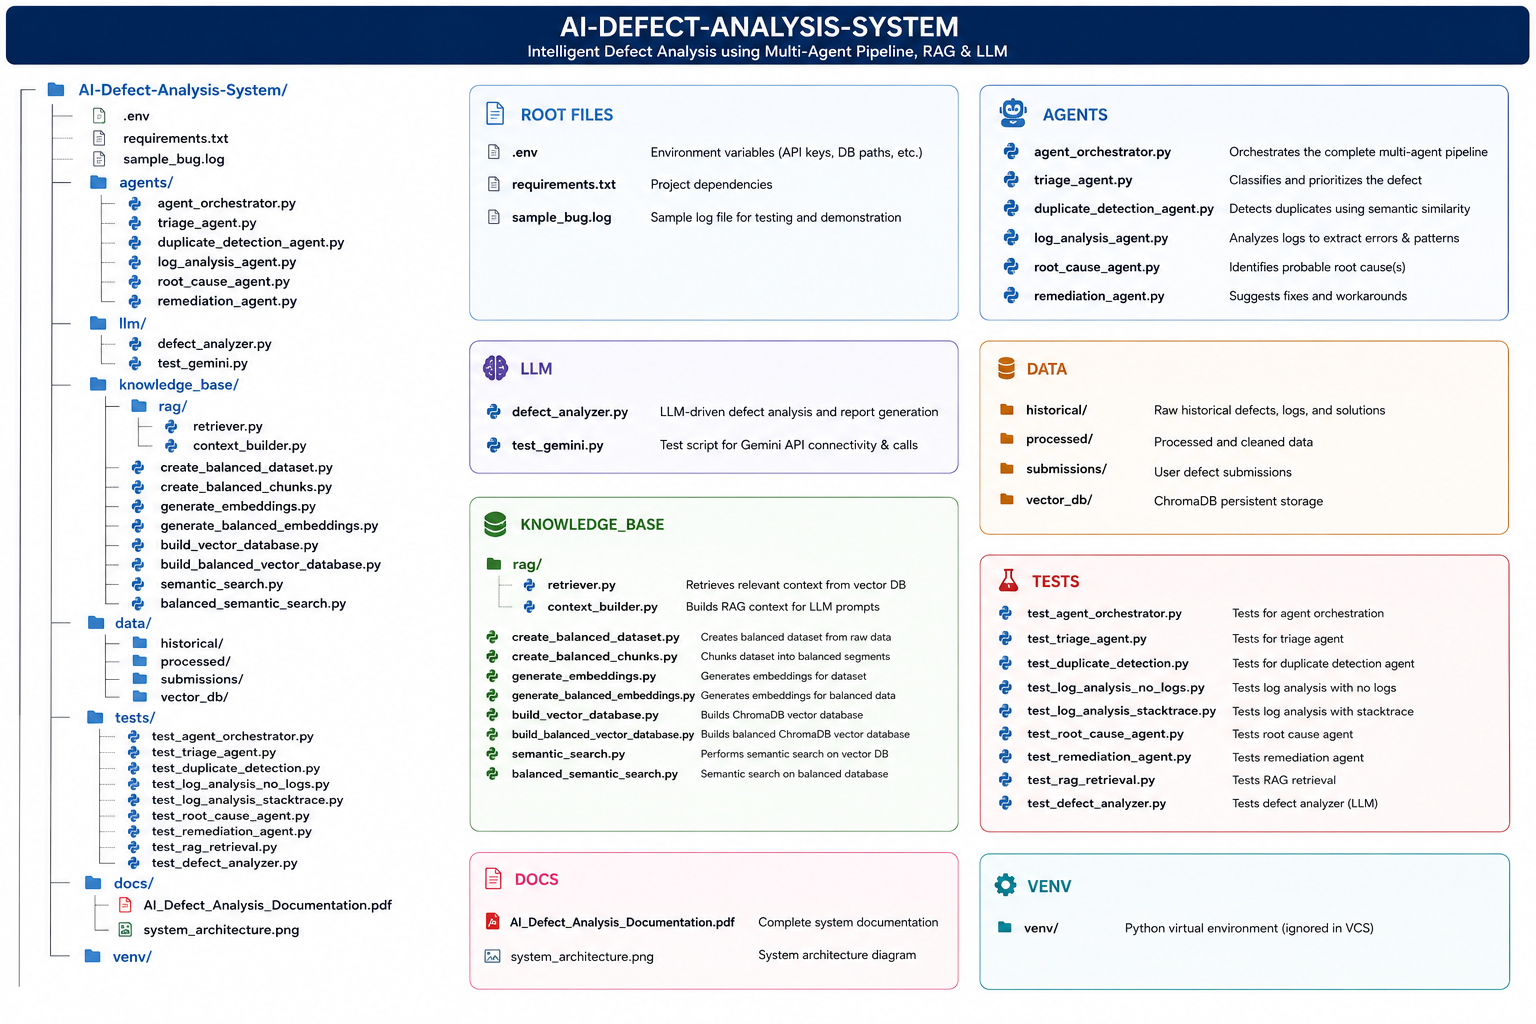 AI-DEFECT-ANALYSIS-SYSTEM
Intelligent Defect Analysis using Multi-Agent Pipeline, RAG & LLM
AI-Defect-Analysis-System/
.env
requirements.txt
sample_bug.log
agents/
agent_orchestrator.py
triage_agent.py
duplicate_detection_agent.py
log_analysis_agent.py
root_cause_agent.py
remediation_agent.py
llm/
defect_analyzer.py
test_gemini.py
knowledge_base/
rag/
retriever.py
context_builder.py
create_balanced_dataset.py
create_balanced_chunks.py
generate_embeddings.py
generate_balanced_embeddings.py
build_vector_database.py
build_balanced_vector_database.py
semantic_search.py
balanced_semantic_search.py
data/
historical/
processed/
submissions/
vector_db/
tests/
test_agent_orchestrator.py
test_triage_agent.py
test_duplicate_detection.py
test_log_analysis_no_logs.py
test_log_analysis_stacktrace.py
test_root_cause_agent.py
test_remediation_agent.py
test_rag_retrieval.py
test_defect_analyzer.py
docs/
AI_Defect_Analysis_Documentation.pdf
system_architecture.png
venv/
ROOT FILES
.env Environment variables (API keys, DB paths, etc.)
requirements.txt Project dependencies
sample_bug.log Sample log file for testing and demonstration
AGENTS
agent_orchestrator.py Orchestrates the complete multi-agent pipeline
triage_agent.py Classifies and prioritizes the defect
duplicate_detection_agent.py Detects duplicates using semantic similarity
log_analysis_agent.py Analyzes logs to extract errors & patterns
root_cause_agent.py Identifies probable root cause(s)
remediation_agent.py Suggests fixes and workarounds
LLM
defect_analyzer.py LLM-driven defect analysis and report generation
test_gemini.py Test script for Gemini API connectivity & calls
DATA
historical/ Raw historical defects, logs, and solutions
processed/ Processed and cleaned data
submissions/ User defect submissions
vector_db/ ChromaDB persistent storage
KNOWLEDGE_BASE
rag/
retriever.py Retrieves relevant context from vector DB
context_builder.py Builds RAG context for LLM prompts
create_balanced_dataset.py Creates balanced dataset from raw data
create_balanced_chunks.py Chunks dataset into balanced segments
generate_embeddings.py Generates embeddings for dataset
generate_balanced_embeddings.py Generates embeddings for balanced data
build_vector_database.py Builds ChromaDB vector database
build_balanced_vector_database.py Builds balanced ChromaDB vector database
semantic_search.py Performs semantic search on vector DB
balanced_semantic_search.py Semantic search on balanced database
TESTS
test_agent_orchestrator.py Tests for agent orchestration
test_triage_agent.py Tests for triage agent
test_duplicate_detection.py Tests for duplicate detection agent
test_log_analysis_no_logs.py Tests log analysis with no logs
test_log_analysis_stacktrace.py Tests log analysis with stacktrace
test_root_cause_agent.py Tests root cause agent
test_remediation_agent.py Tests remediation agent
test_rag_retrieval.py Tests RAG retrieval
test_defect_analyzer.py Tests defect analyzer (LLM)
DOCS
AI_Defect_Analysis_Documentation.pdf Complete system documentation
system_architecture.png System architecture diagram
VENV
venv/ Python virtual environment (ignored in VCS)